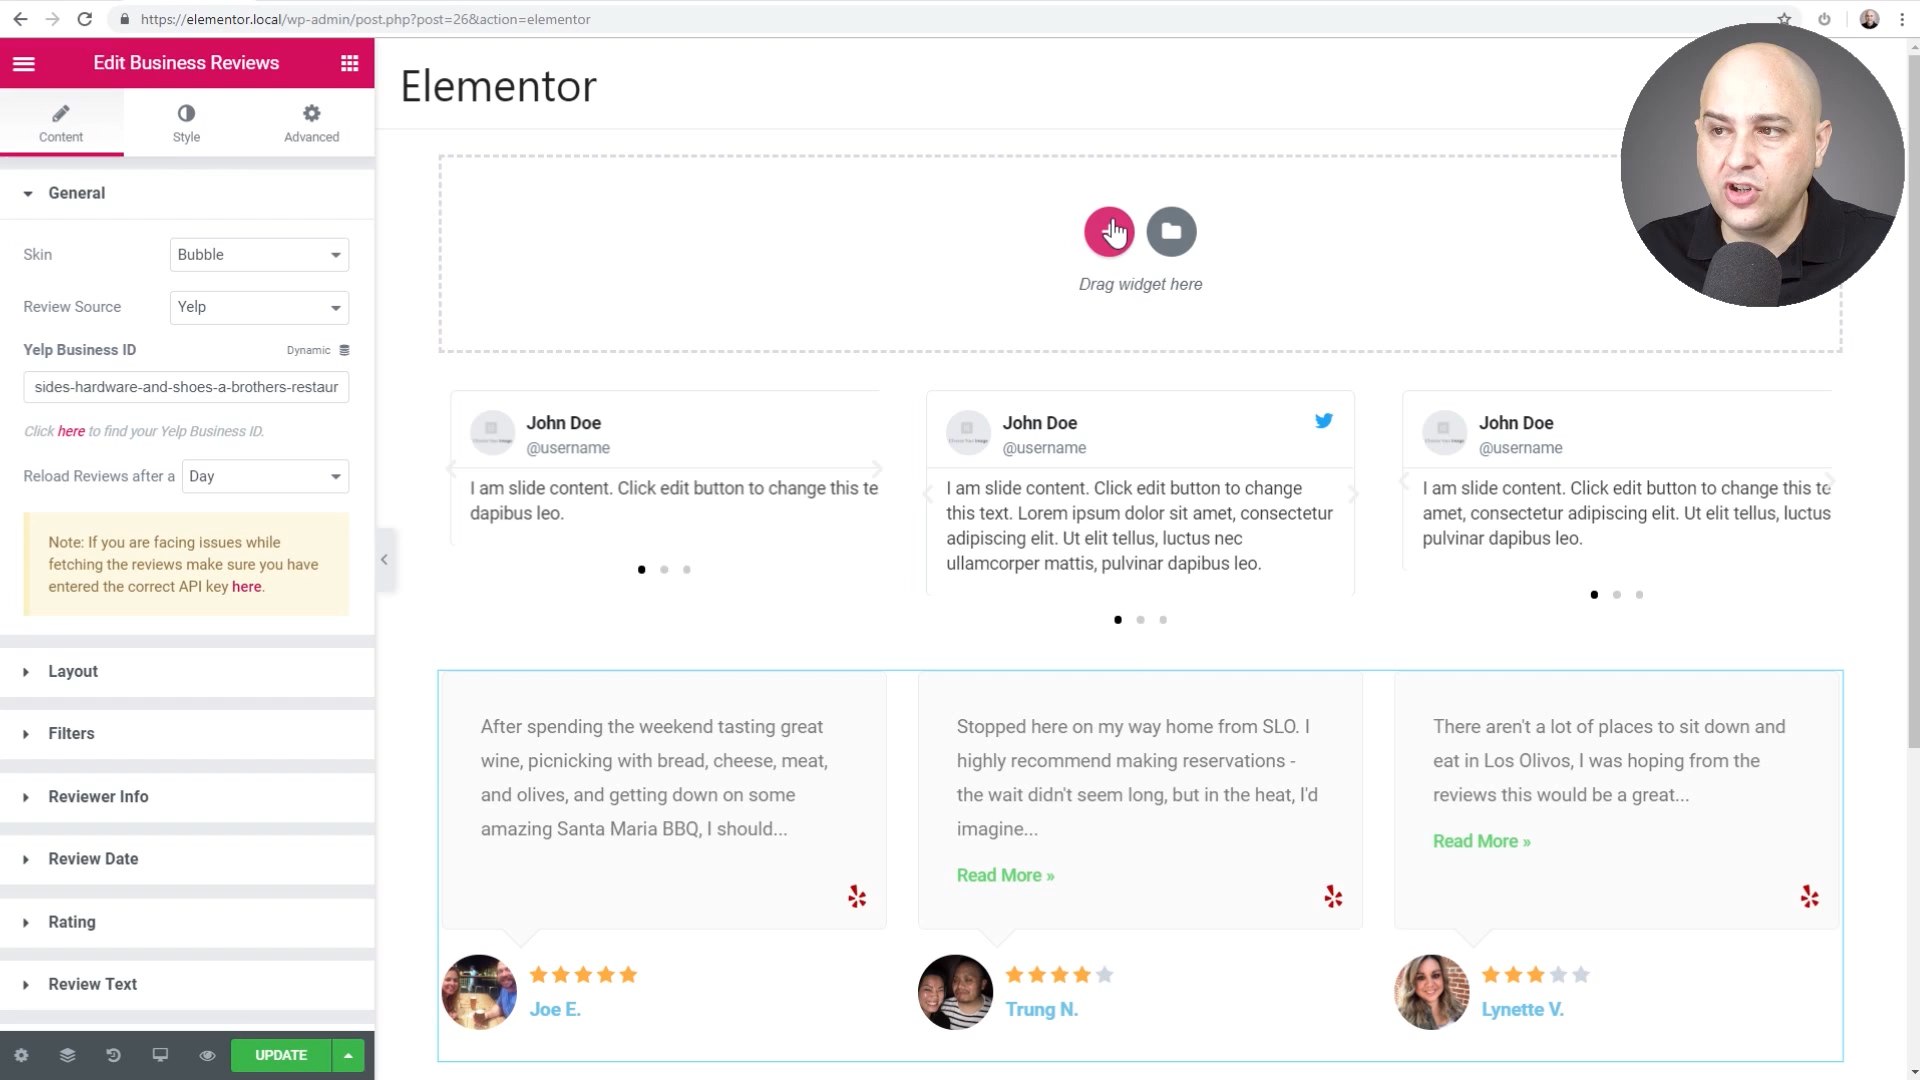 https://elementor.local/wp-admin/post.php?post=26&action=elementor
Edit Business Reviews
Content
Style
Advanced
General
Skin
Bubble
Review Source
Yelp
Yelp Business ID
Dynamic
sides-hardware-and-shoes-a-brothers-restaur
Click here to find your Yelp Business ID.
Reload Reviews after a
Day
Note: If you are facing issues while
fetching the reviews make sure you have
entered the correct API key here.
Layout
Filters
Reviewer Info
Review Date
Rating
Review Text
UPDATE
Elementor
Drag widget here
John Doe
@username
I am slide content. Click edit button to change this te
dapibus leo.
John Doe
@username
I am slide content. Click edit button to change
this text. Lorem ipsum dolor sit amet, consectetur
adipiscing elit. Ut elit tellus, luctus nec
ullamcorper mattis, pulvinar dapibus leo.
John Doe
@username
I am slide content. Click edit button to change this te
amet, consectetur adipiscing elit. Ut elit tellus, luctus
pulvinar dapibus leo.
After spending the weekend tasting great
wine, picnicking with bread, cheese, meat,
and olives, and getting down on some
amazing Santa Maria BBQ, I should...
Joe E.
Stopped here on my way home from SLO. I
highly recommend making reservations -
the wait didn't seem long, but in the heat, I'd
imagine...
Read More »
Trung N.
There aren't a lot of places to sit down and
eat in Los Olivos, I was hoping from the
reviews this would be a great...
Read More »
Lynette V.